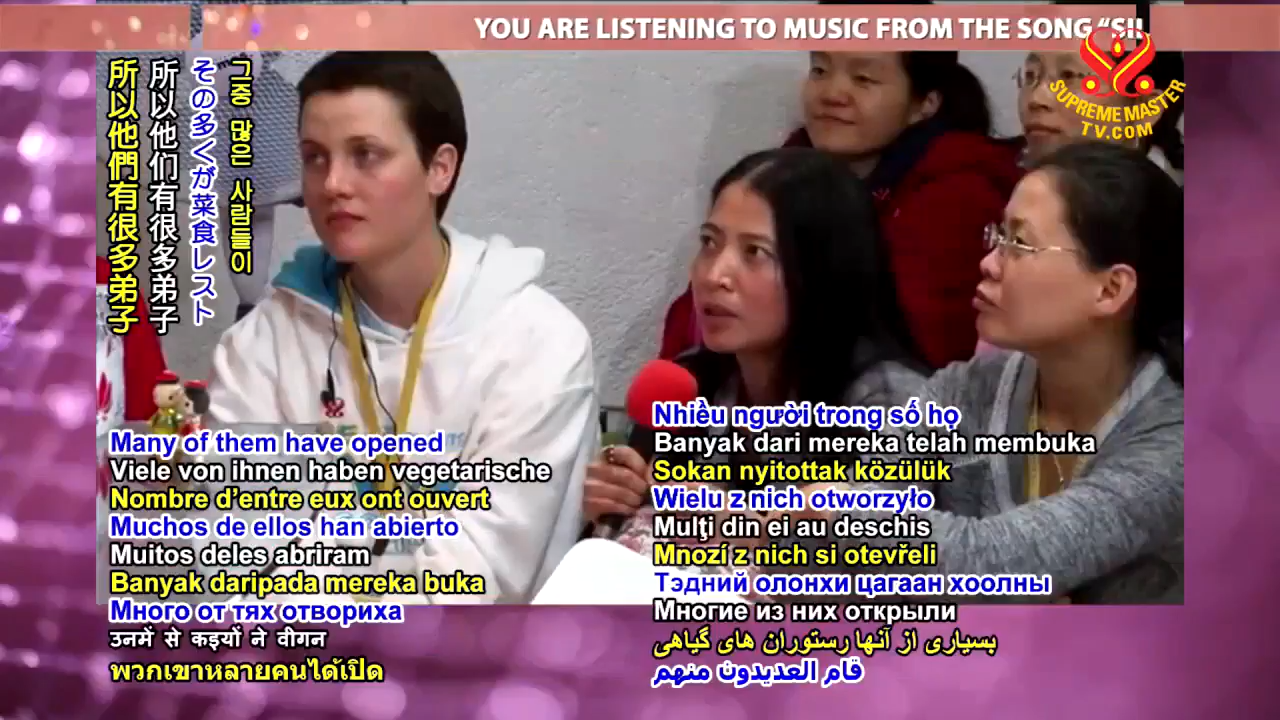 YOU ARE LISTENING TO MUSIC FROM THE SONG “SI
SUPREME MASTER
TV.COM
그중 많은 사람들이
その多くが菜食レスト
所以他们有很多弟子
所以他們有很多弟子
Many of them have opened
Viele von ihnen haben vegetarische
Nombre d’entre eux ont ouvert
Muchos de ellos han abierto
Muitos deles abriram
Banyak daripada mereka buka
Много от тях отвориха
उनमें से कइयों ने वीगन
พวกเขาหลายคนได้เปิด
Nhiều người trong số họ
Banyak dari mereka telah membuka
Sokan nyitottak közülük
Wielu z nich otworzyło
Mulţi din ei au deschis
Mnozí z nich si otevřeli
Тэдний олонхи цагаан хоолны
Многие из них открыли
بسیاری از آنها رستوران های گیاهی
قام العديدون منهم